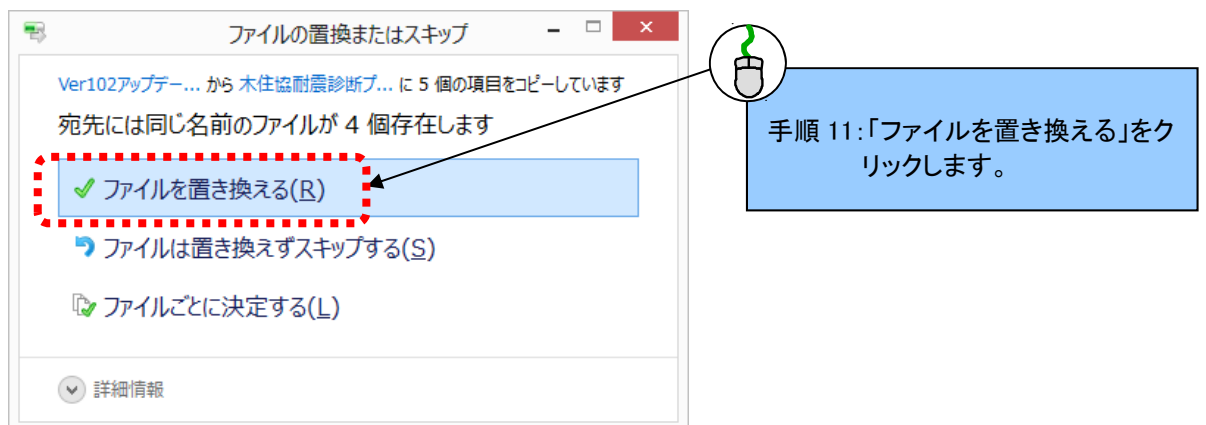 ファイルの置換またはスキップ
Ver102アップデー... から 木住協耐震診断プ... に 5 個の項目をコピーしています
宛先には同じ名前のファイルが 4 個存在します
ファイルを置き換える(R)
ファイルは置き換えずスキップする(S)
ファイルごとに決定する(L)
詳細情報
手順 11:「ファイルを置き換える」をク
リックします。